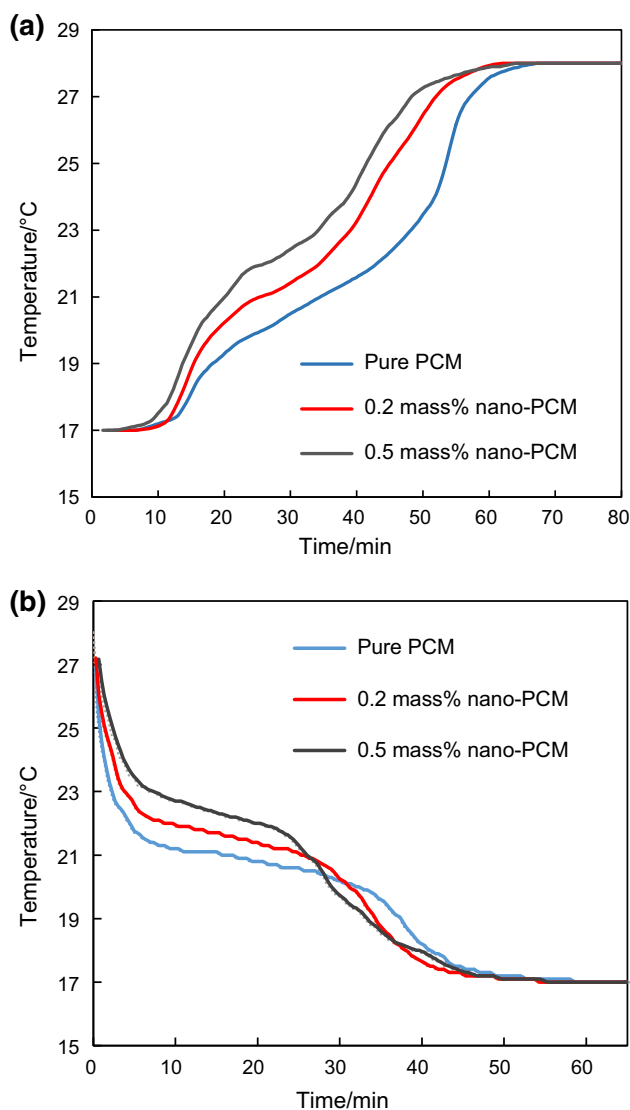 (a)
29
27
25
23
21
19
17
15
Temperature/°C
Pure PCM
0.2 mass% nano-PCM
0.5 mass% nano-PCM
0 10 20 30 40 50 60 70 80
Time/min
(b)
29
27
25
23
21
19
17
15
Temperature/°C
Pure PCM
0.2 mass% nano-PCM
0.5 mass% nano-PCM
0 10 20 30 40 50 60
Time/min